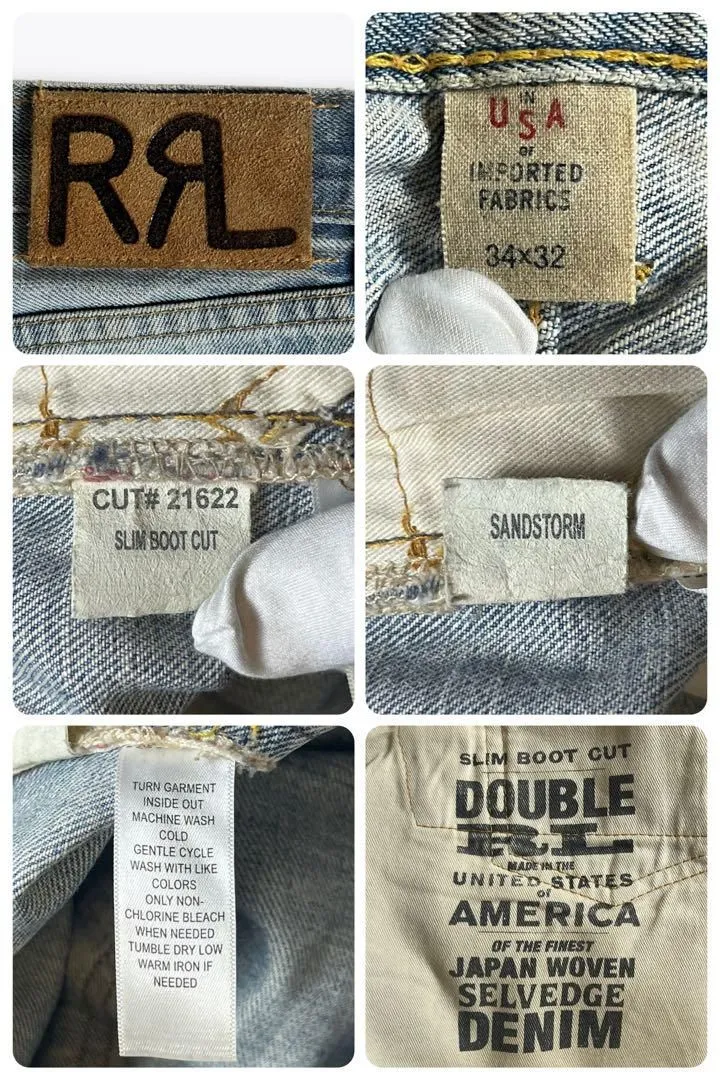 RRL
IN
USA
OF
IMPORTED
FABRICS
34×32
CUT# 21622
SLIM BOOT CUT
SANDSTORM
TURN GARMENT
INSIDE OUT
MACHINE WASH
COLD
GENTLE CYCLE
WASH WITH LIKE
COLORS
ONLY NON-
CHLORINE BLEACH
WHEN NEEDED
TUMBLE DRY LOW
WARM IRON IF
NEEDED
SLIM BOOT CUT
DOUBLE
RL
MADE IN THE
UNITED STATES
OF
AMERICA
OF THE FINEST
JAPAN WOVEN
SELVEDGE
DENIM